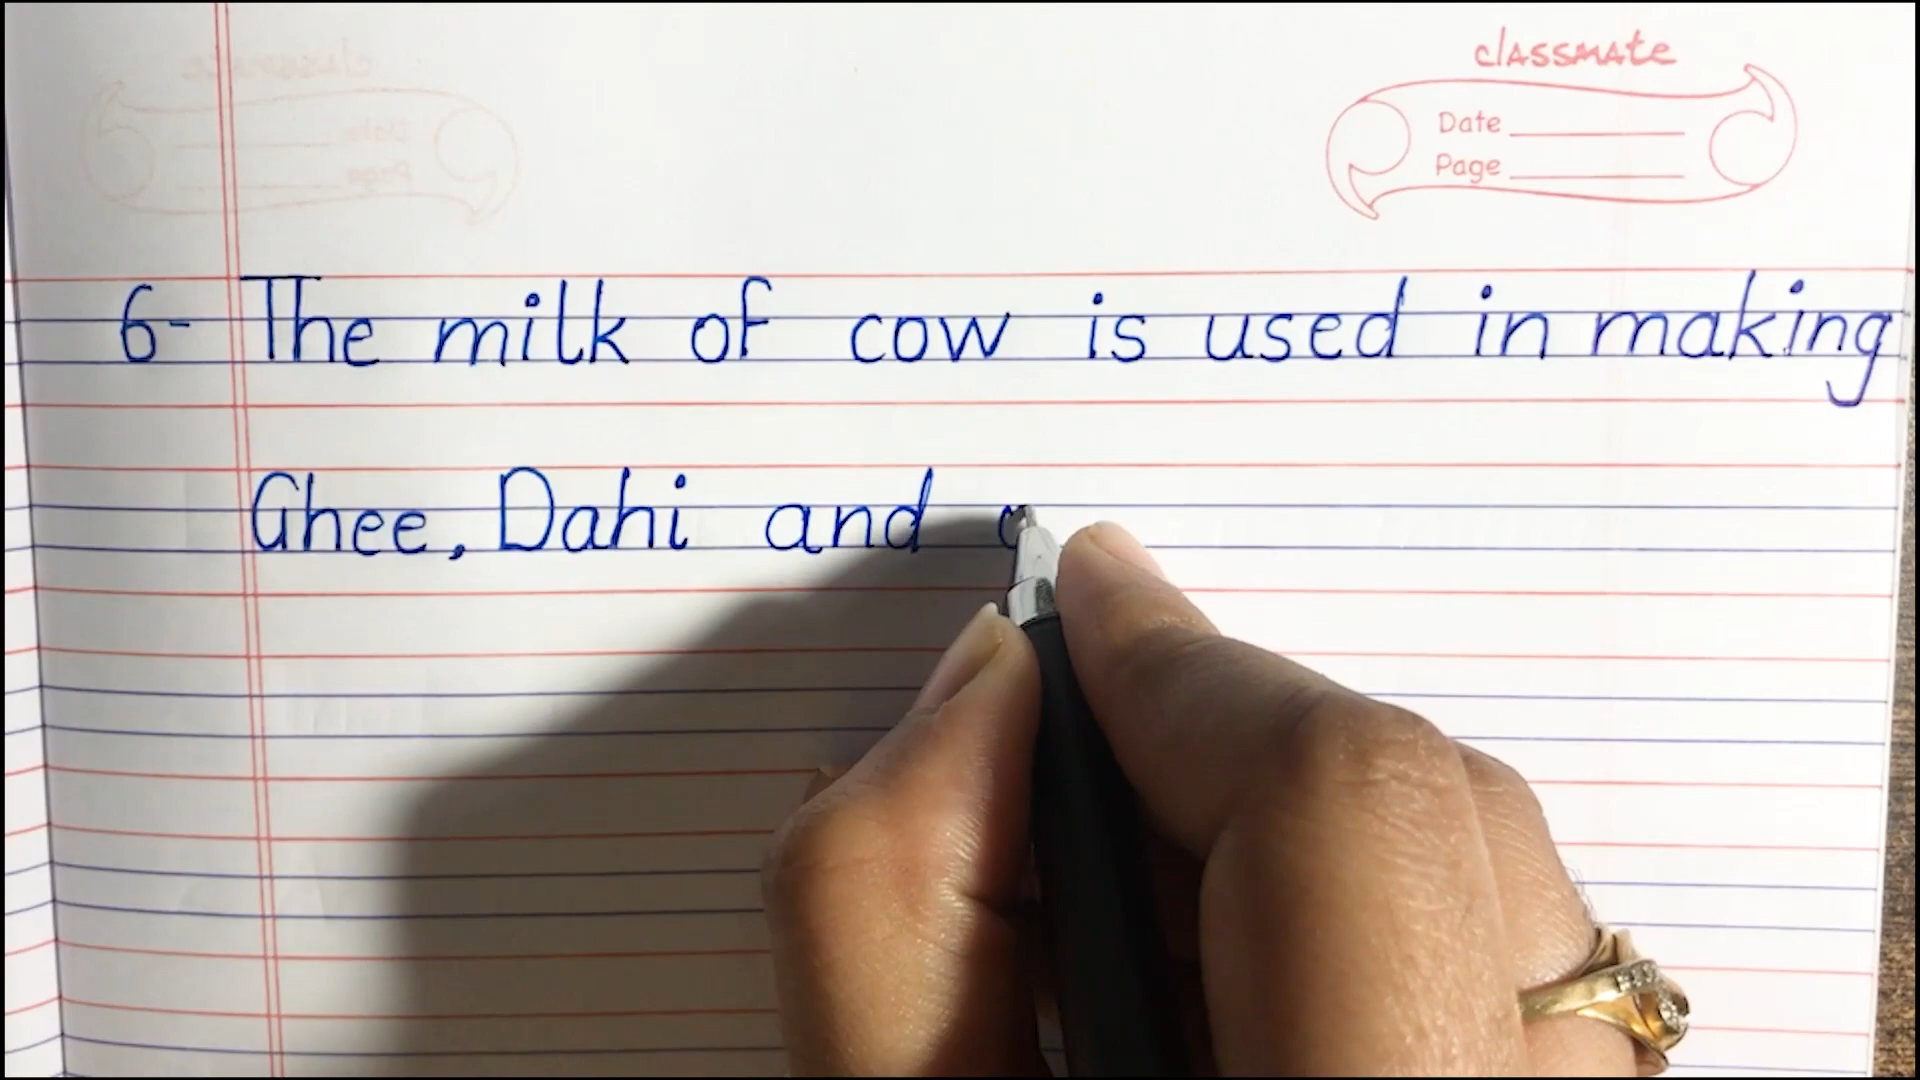 classmate
Date
Page
6- The milk of cow is used in making
Ghee, Dahi and